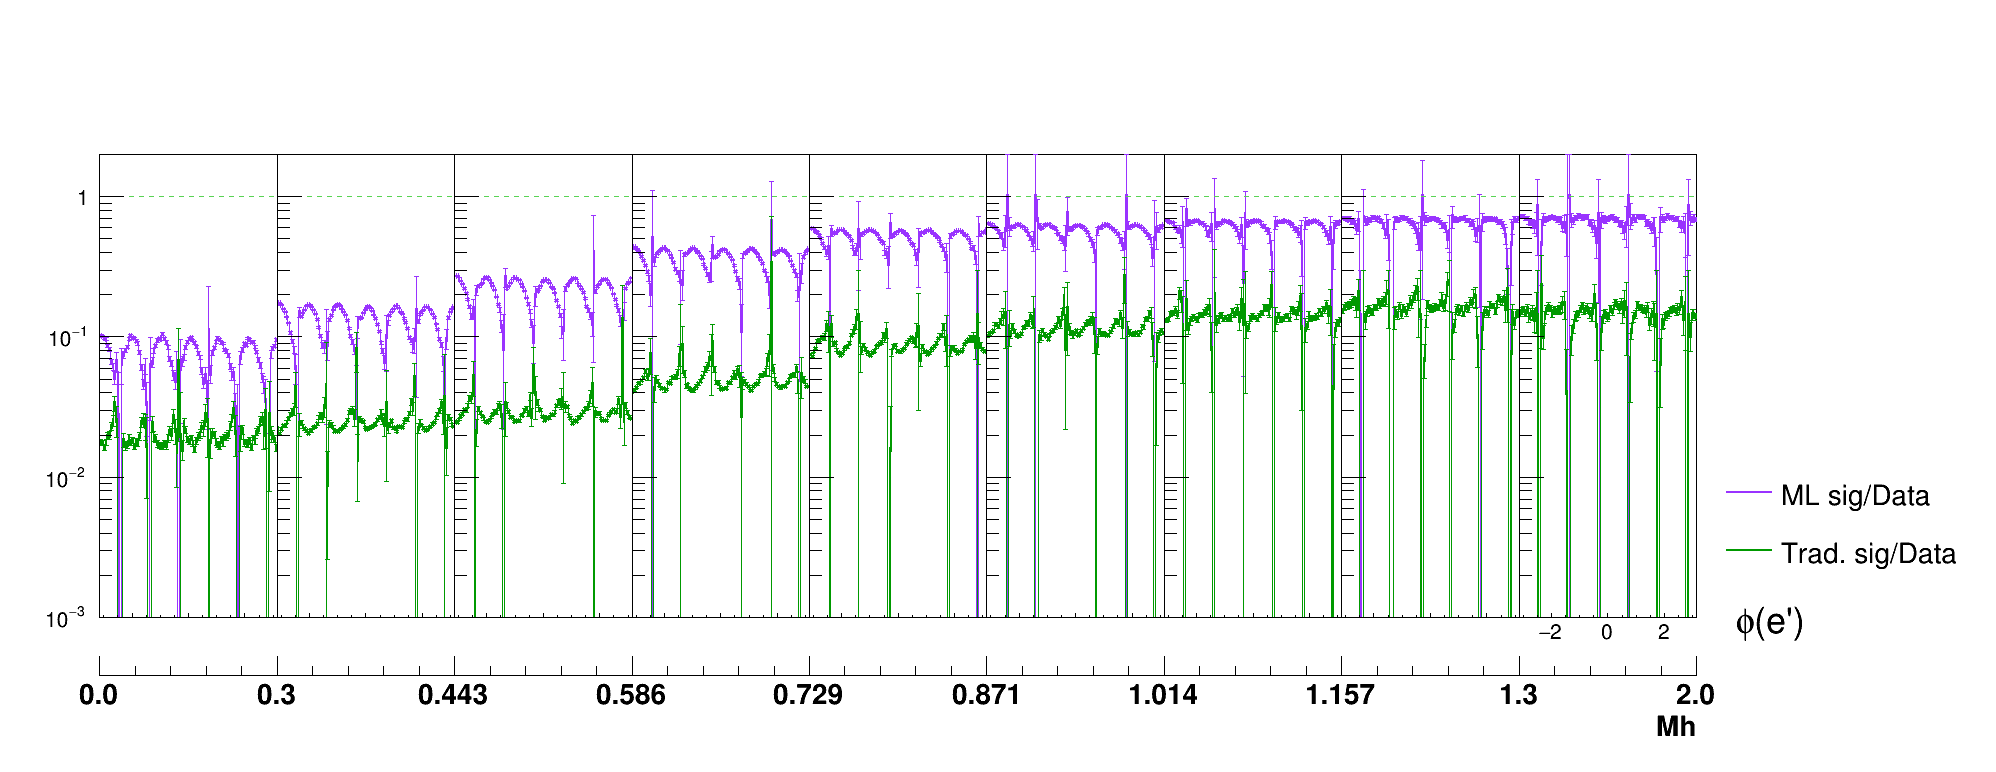 1
10⁻¹
10⁻²
10⁻³
ML sig/Data
Trad. sig/Data
−2 0 2
ϕ(e')
0.0 0.3 0.443 0.586 0.729 0.871 1.014 1.157 1.3 2.0
Mh